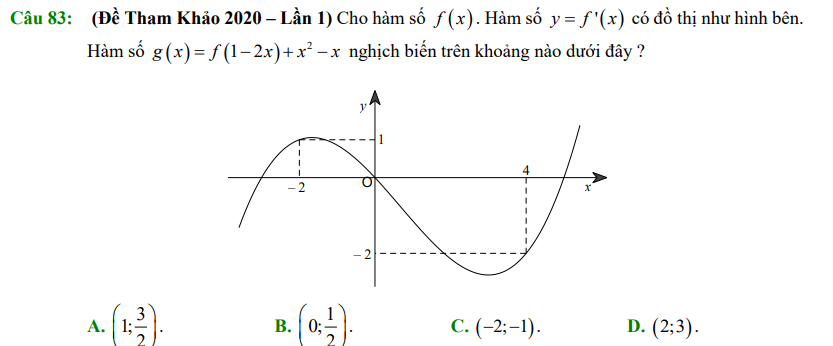 Câu 83: (Đề Tham Khảo 2020 – Lần 1) Cho hàm số f(x). Hàm số y = f '(x) có đồ thị như hình bên.
Hàm số g(x) = f(1−2x)+x² − x nghịch biến trên khoảng nào dưới đây ?
y
1
4
−2
O
x
−2
A. (1; 3/2). B. (0; 1/2). C. (−2;−1). D. (2;3).